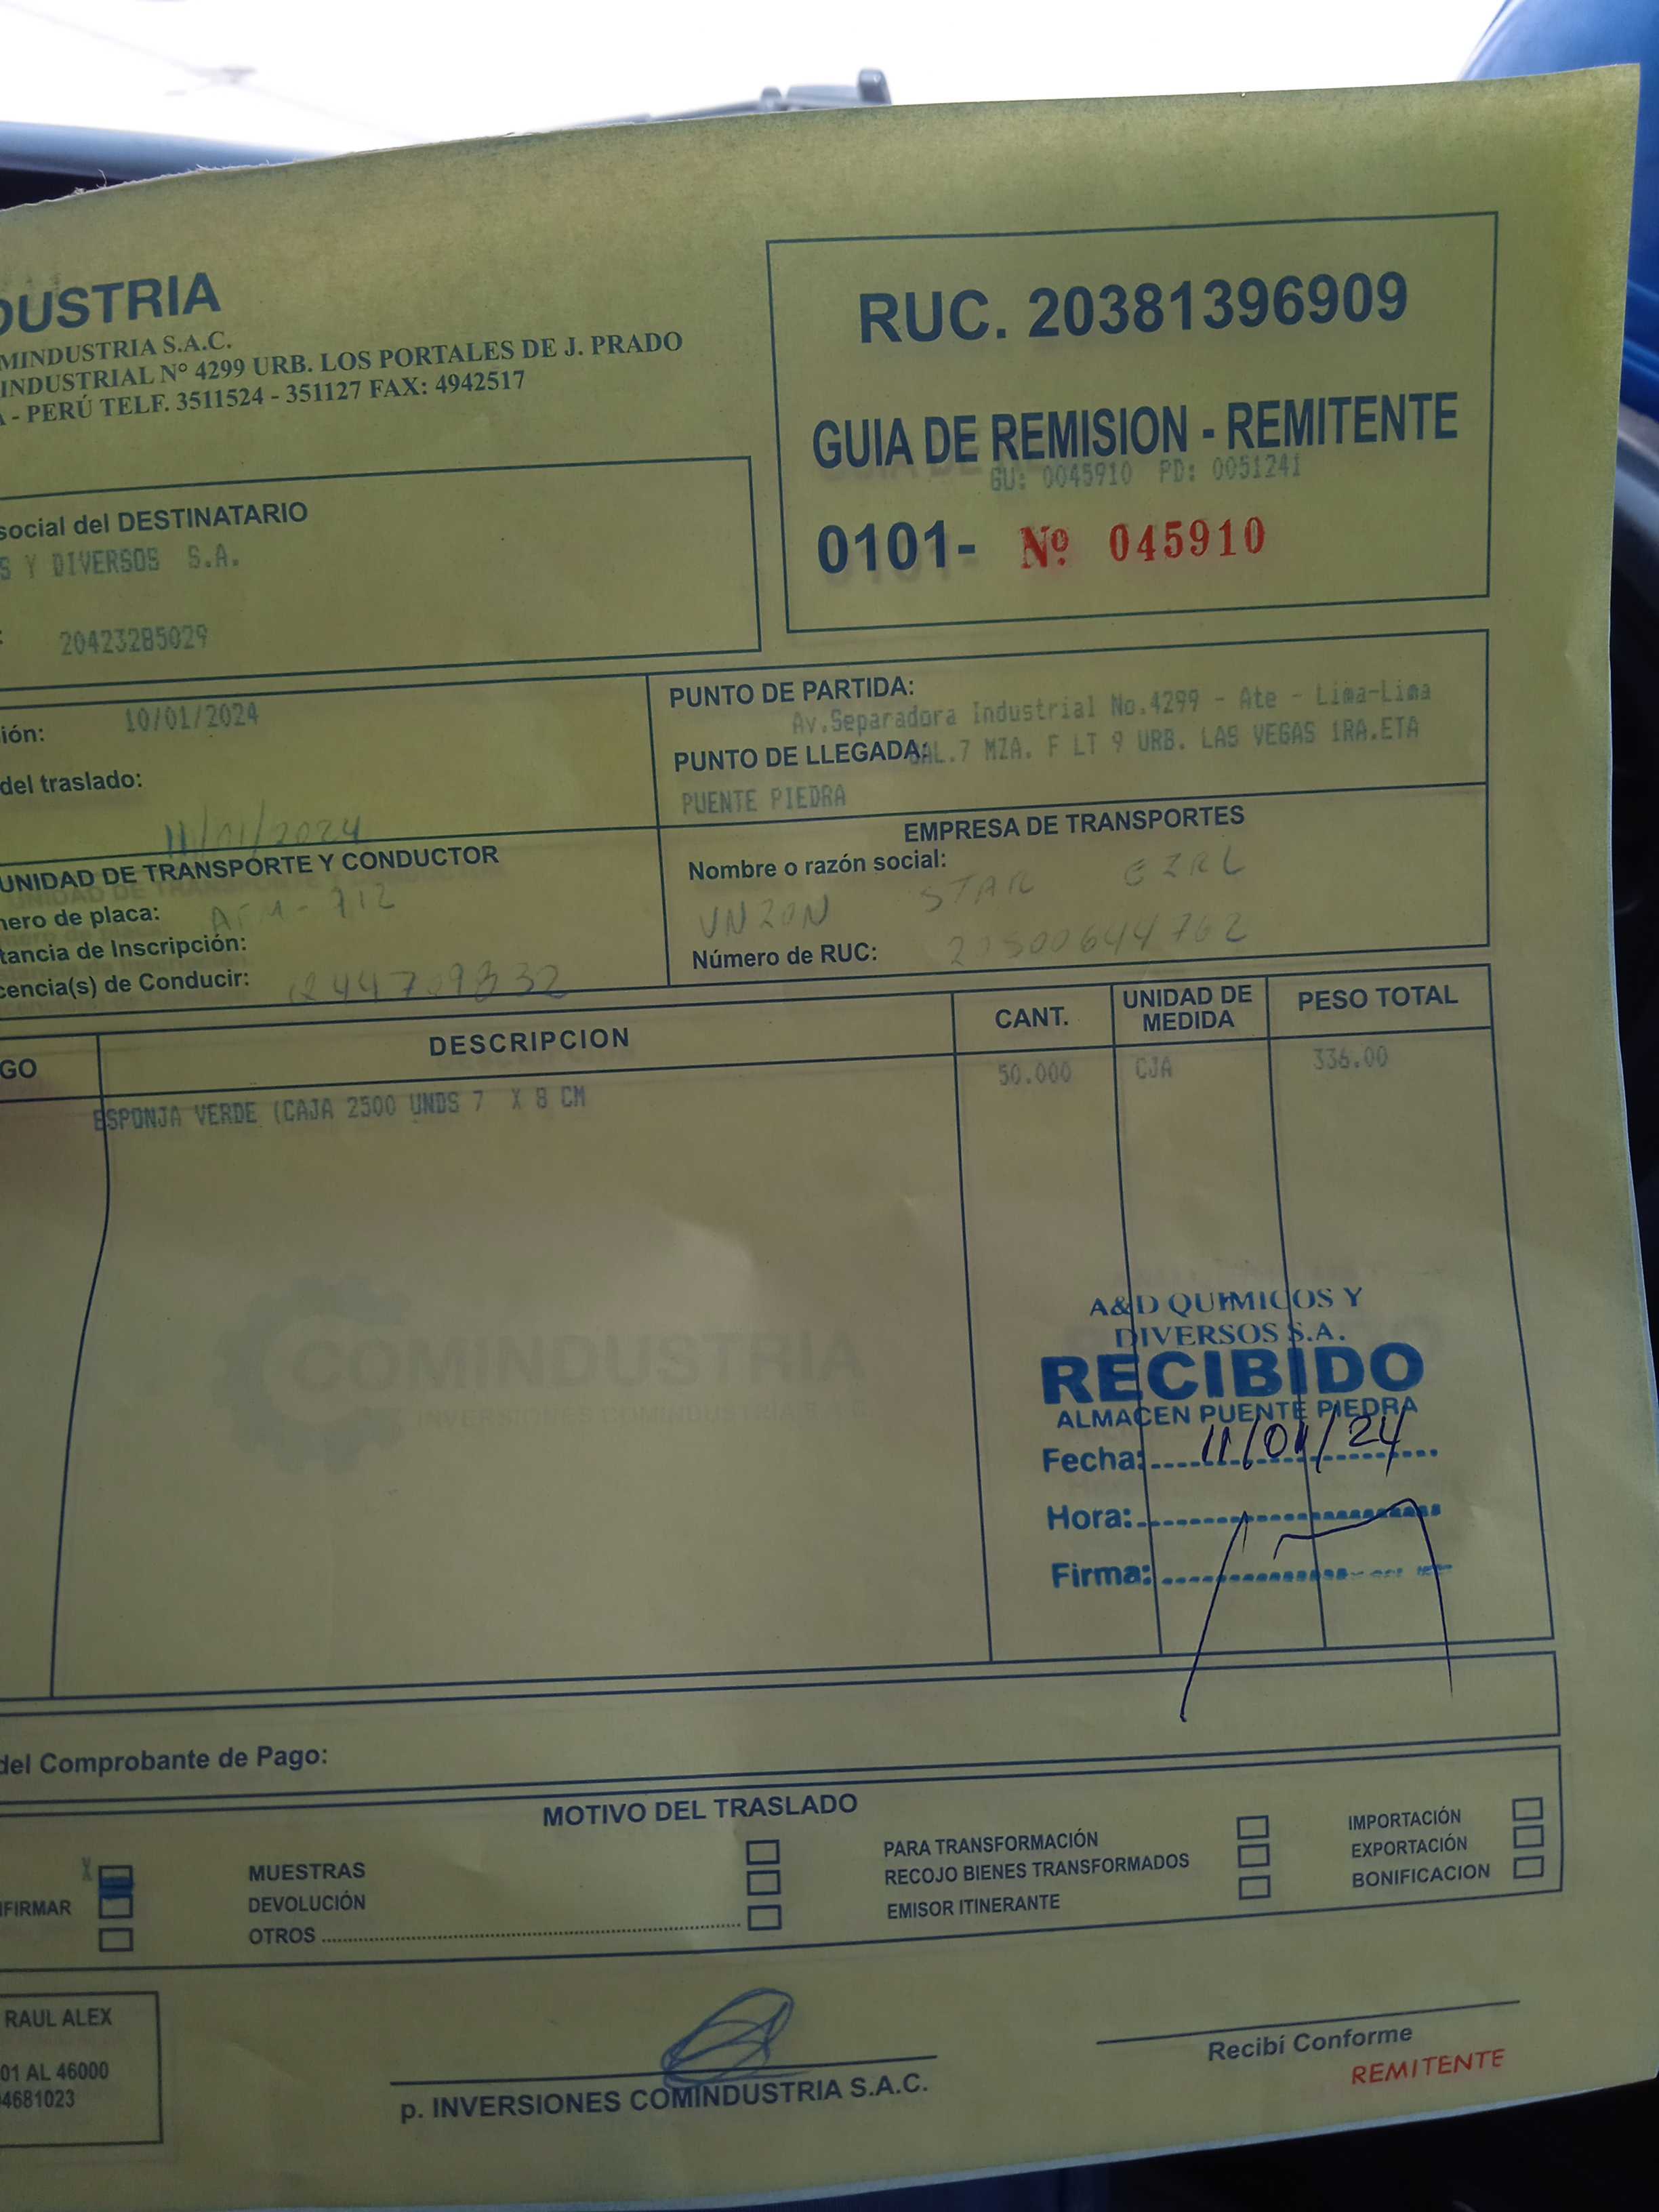 DUSTRIA
MINDUSTRIA S.A.C.
INDUSTRIAL Nº 4299 URB. LOS PORTALES DE J. PRADO
- PERÚ TELF. 3511524 - 351127 FAX: 4942517
RUC. 20381396909
GUIA DE REMISION - REMITENTE
GU: 0045910 PD: 0051241
0101- Nº 045910
social del DESTINATARIO
S Y DIVERSOS S.A.
: 20423285029
ión: 10/01/2024
del traslado:
11/01/2024
PUNTO DE PARTIDA:
Av.Separadora Industrial No.4299 - Ate - Lima-Lima
PUNTO DE LLEGADA: AL.7 MZA. F LT 9 URB. LAS VEGAS 1RA.ETA
PUENTE PIEDRA
UNIDAD DE TRANSPORTE Y CONDUCTOR
mero de placa:
tancia de Inscripción:
cencia(s) de Conducir:
EMPRESA DE TRANSPORTES
Nombre o razón social:
STAR
Número de RUC:
GO
DESCRIPCION
CANT.
UNIDAD DE MEDIDA
PESO TOTAL
ESPONJA VERDE (CAJA 2500 UNDS 7 X 8 CM
50.000
CJA
336.00
COMINDUSTRIA
INVERSIONES COMINDUSTRIA S.A.C.
A&D QUIMICOS Y
DIVERSOS S.A.
RECIBIDO
ALMACEN PUENTE PIEDRA
Fecha: 11/01/24
Hora:
Firma:
del Comprobante de Pago:
MOTIVO DEL TRASLADO
X
FIRMAR
MUESTRAS
DEVOLUCIÓN
OTROS
PARA TRANSFORMACIÓN
RECOJO BIENES TRANSFORMADOS
EMISOR ITINERANTE
IMPORTACIÓN
EXPORTACIÓN
BONIFICACION
RAUL ALEX
01 AL 46000
4681023
p. INVERSIONES COMINDUSTRIA S.A.C.
Recibí Conforme
REMITENTE